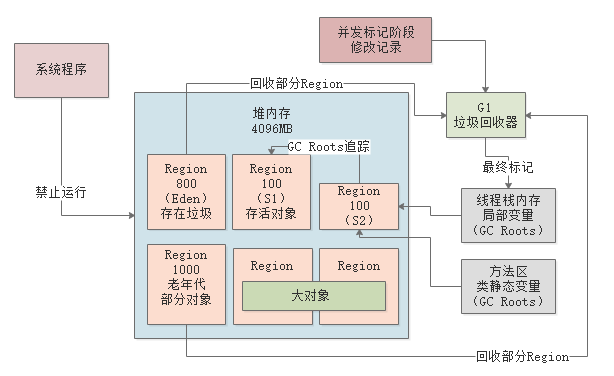 并发标记阶段
修改记录
系统程序
回收部分Region
堆内存
4096MB
G1
垃圾回收器
GC Roots追踪
最终标记
禁止运行
Region
800
(Eden)
存在垃圾
Region
100
(S1)
存活对象
Region
100
(S2)
线程栈内存
局部变量
(GC Roots)
Region
1000
老年代
部分对象
Region
Region
大对象
方法区
类静态变量
(GC Roots)
回收部分Region